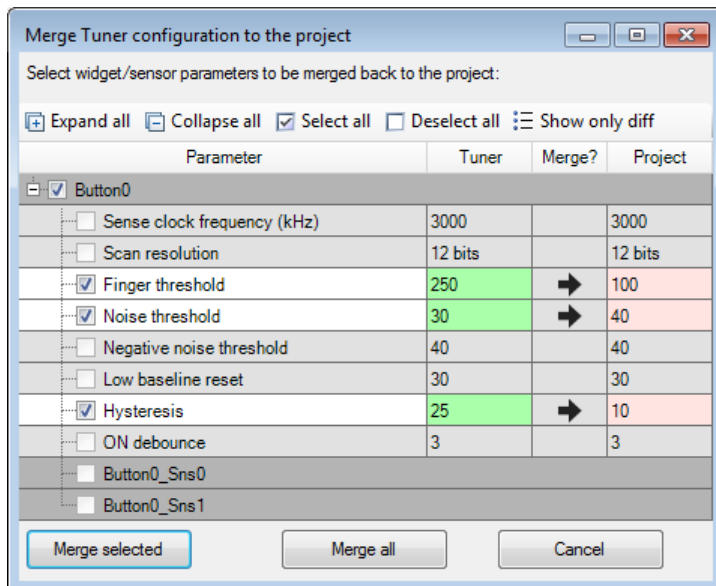 Merge Tuner configuration to the project
Select widget/sensor parameters to be merged back to the project:
Expand all Collapse all Select all Deselect all Show only diff
Parameter Tuner Merge? Project
Button0
Sense clock frequency (kHz) 3000 3000
Scan resolution 12 bits 12 bits
Finger threshold 250 100
Noise threshold 30 40
Negative noise threshold 40 40
Low baseline reset 30 30
Hysteresis 25 10
ON debounce 3 3
Button0_Sns0
Button0_Sns1
Merge selected Merge all Cancel